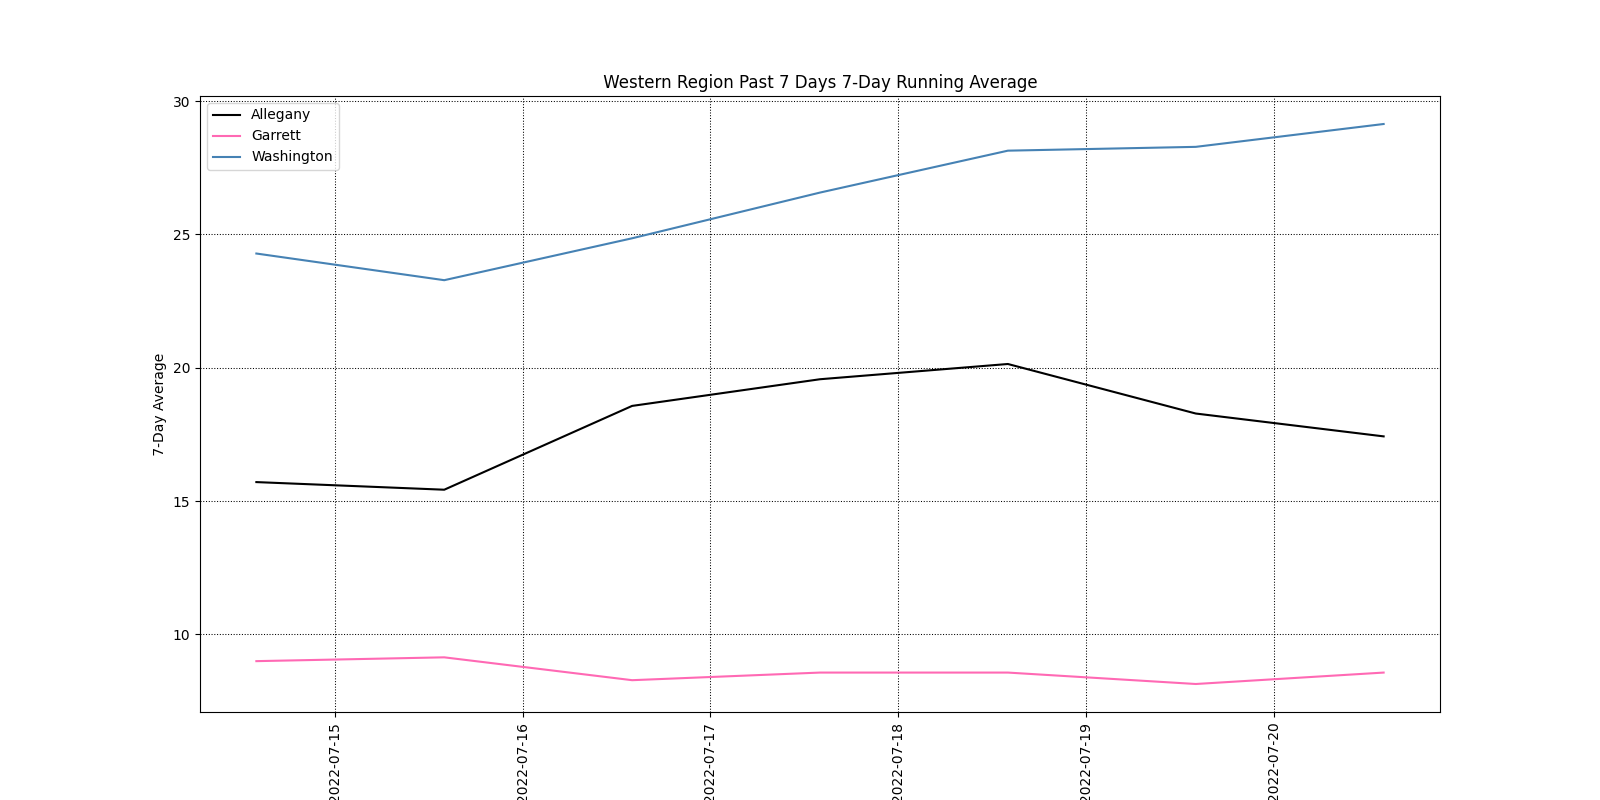 Western Region Past 7 Days 7-Day Running Average
Allegany
Garrett
Washington
7-Day Average
30
25
20
15
10
2022-07-15
2022-07-16
2022-07-17
2022-07-18
2022-07-19
2022-07-20